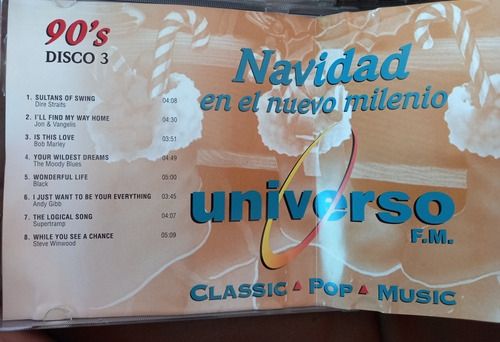 90's
DISCO 3
1. SULTANS OF SWING 04:08
Dire Straits
2. I'LL FIND MY WAY HOME 04:30
Jon & Vangelis
3. IS THIS LOVE 03:51
Bob Marley
4. YOUR WILDEST DREAMS 04:49
The Moody Blues
5. WONDERFUL LIFE 05:00
Black
6. I JUST WANT TO BE YOUR EVERYTHING 03:45
Andy Gibb
7. THE LOGICAL SONG 04:07
Supertramp
8. WHILE YOU SEE A CHANCE 05:09
Steve Winwood
Navidad
en el nuevo milenio
universo
F.M.
CLASSIC ▲ POP ▲ MUSIC